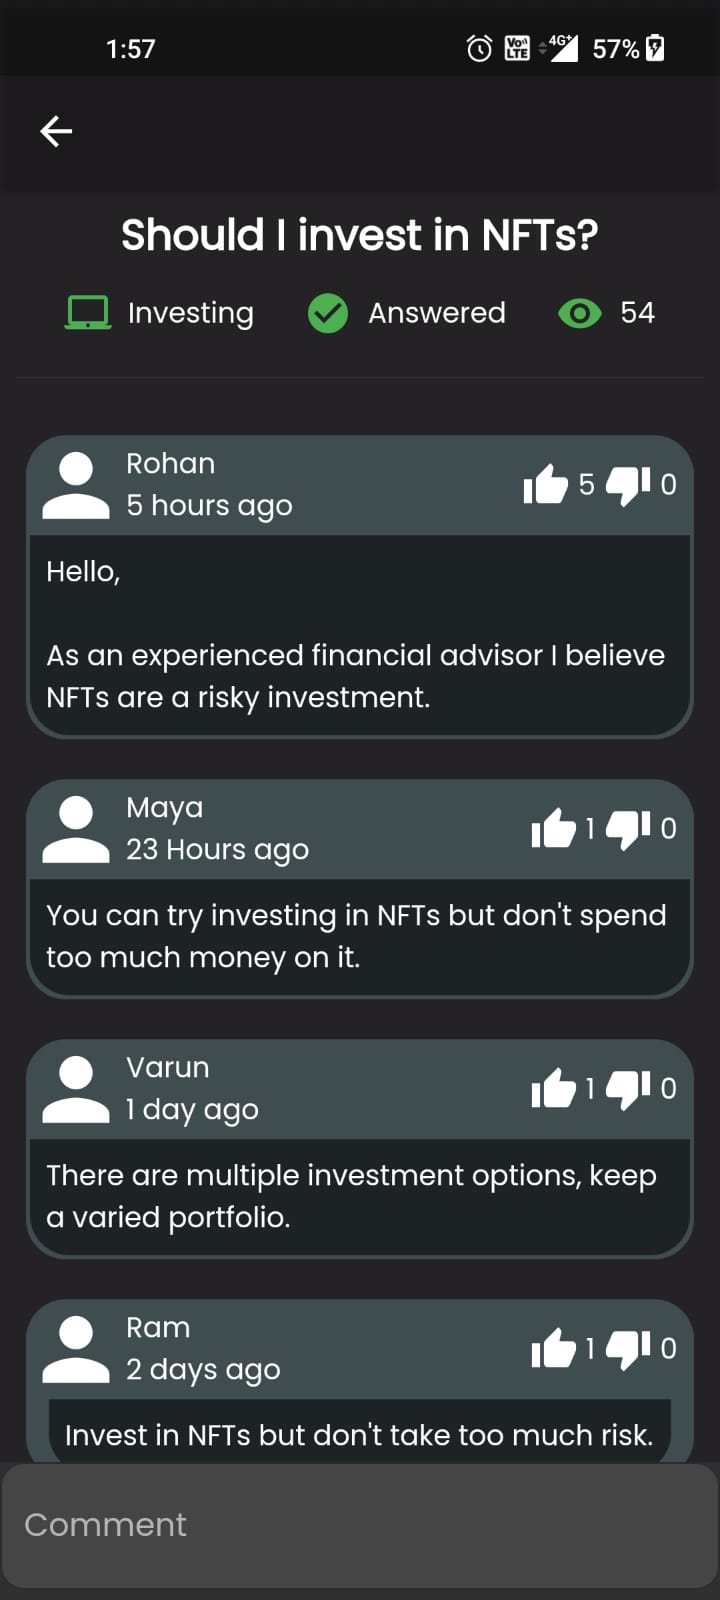 1:57
Vo))
LTE
4G+
57%
Should I invest in NFTs?
Investing
Answered
54
Rohan
5 hours ago
5
0
Hello,
As an experienced financial advisor I believe
NFTs are a risky investment.
Maya
23 Hours ago
1
0
You can try investing in NFTs but don't spend
too much money on it.
Varun
1 day ago
1
0
There are multiple investment options, keep
a varied portfolio.
Ram
2 days ago
1
0
Invest in NFTs but don't take too much risk.
Comment